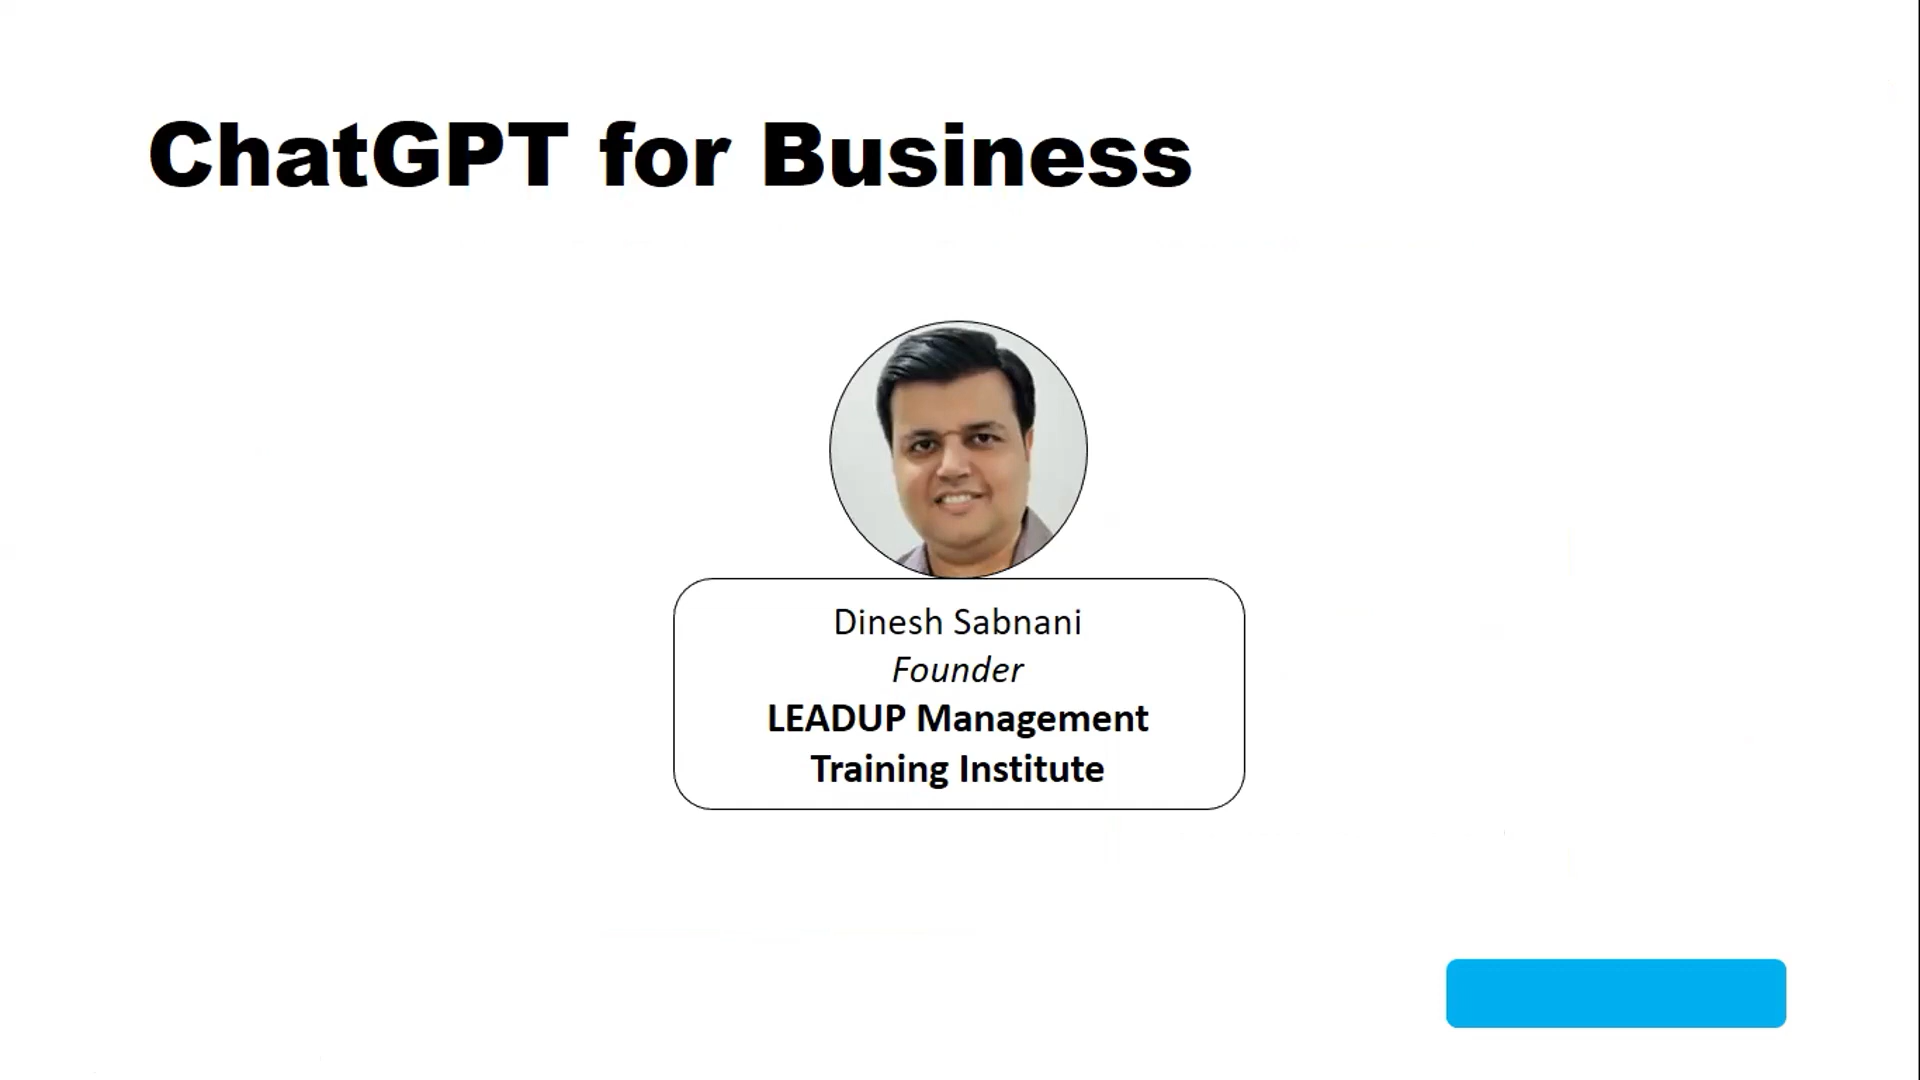 ChatGPT for Business
Dinesh Sabnani
Founder
LEADUP Management
Training Institute